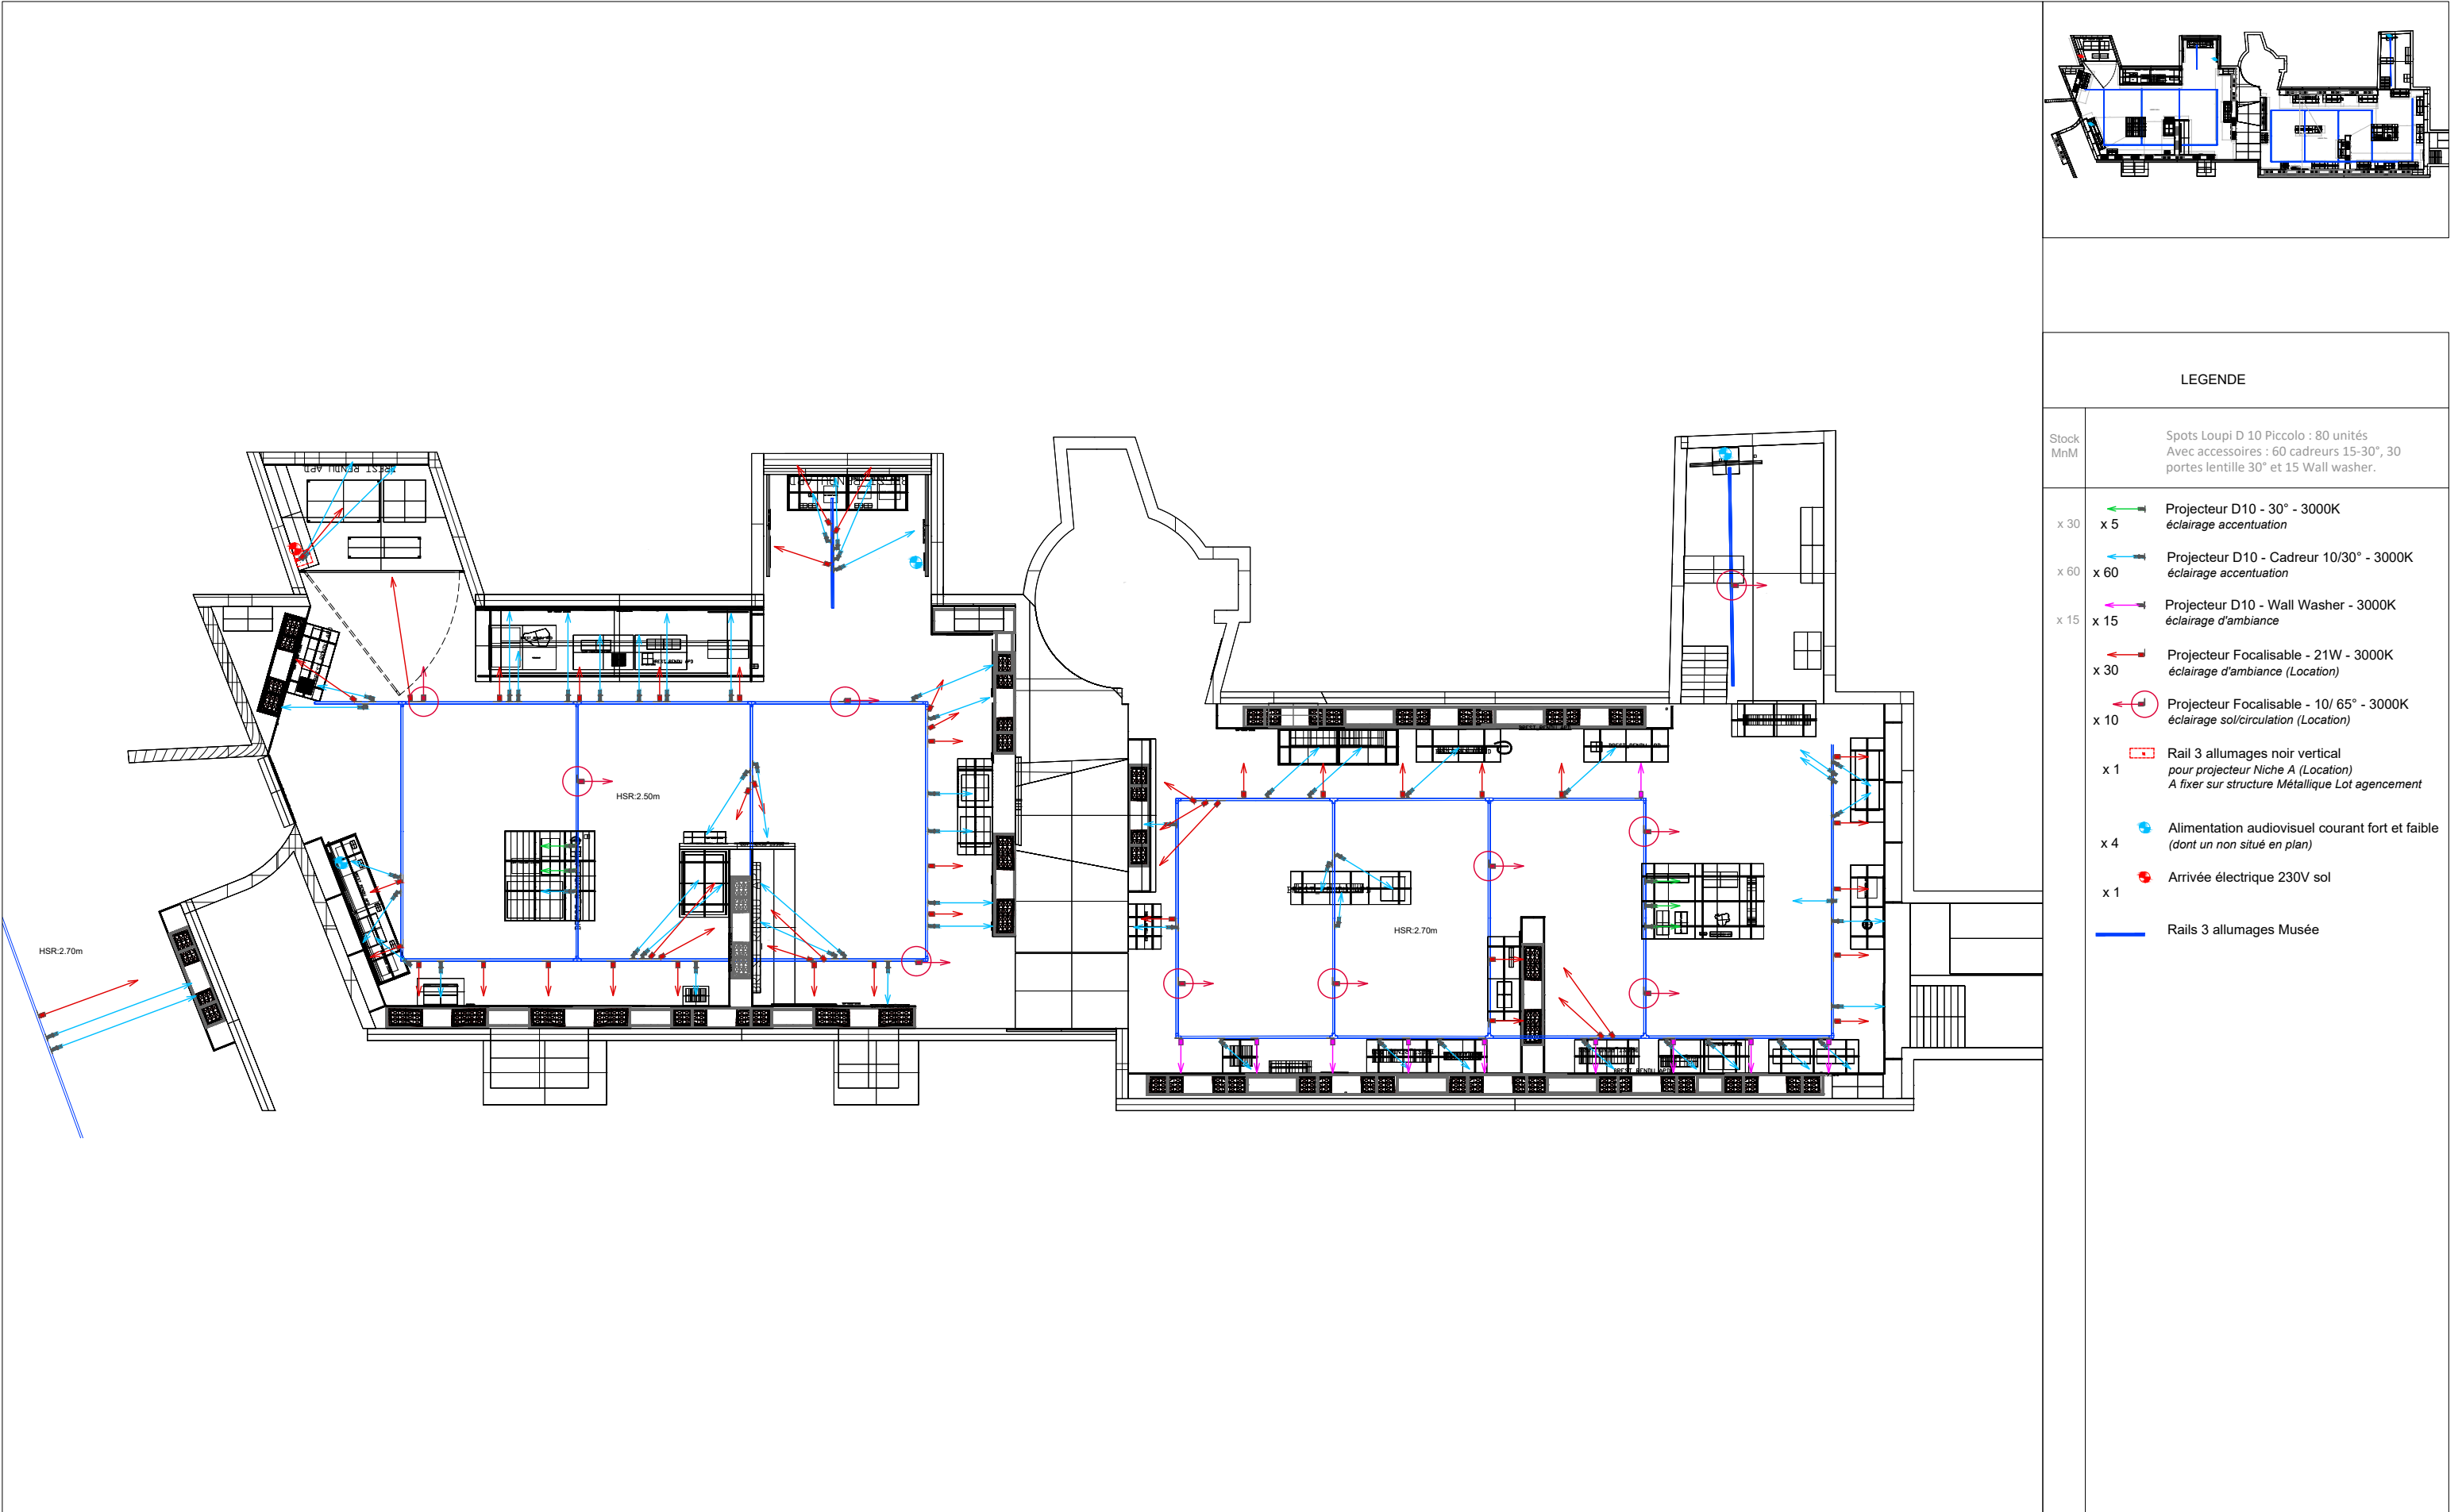 LEGENDE
Stock
MnM
Spots Loupi D 10 Piccolo : 80 unités
Avec accessoires : 60 cadreurs 15-30°, 30
portes lentille 30° et 15 Wall washer.
x 30
x 5
Projecteur D10 - 30° - 3000K
éclairage accentuation
x 60
x 60
Projecteur D10 - Cadreur 10/30° - 3000K
éclairage accentuation
x 15
x 15
Projecteur D10 - Wall Washer - 3000K
éclairage d'ambiance
x 30
Projecteur Focalisable - 21W - 3000K
éclairage d'ambiance (Location)
x 10
Projecteur Focalisable - 10/ 65° - 3000K
éclairage sol/circulation (Location)
x 1
Rail 3 allumages noir vertical
pour projecteur Niche A (Location)
A fixer sur structure Métallique Lot agencement
x 4
Alimentation audiovisuel courant fort et faible
(dont un non situé en plan)
x 1
Arrivée électrique 230V sol
Rails 3 allumages Musée
HSR:2.50m
HSR:2.70m
HSR:2.70m